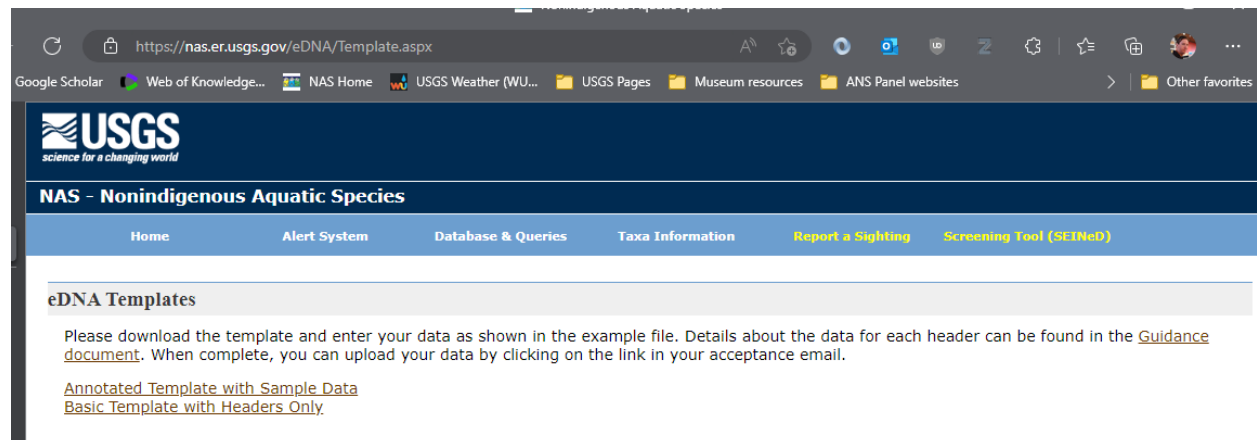 https://nas.er.usgs.gov/eDNA/Template.aspx
Google Scholar Web of Knowledge... NAS Home USGS Weather (WU... USGS Pages Museum resources ANS Panel websites Other favorites
USGS
science for a changing world
NAS - Nonindigenous Aquatic Species
Home Alert System Database & Queries Taxa Information Report a Sighting Screening Tool (SEINeD)
eDNA Templates
Please download the template and enter your data as shown in the example file. Details about the data for each header can be found in the Guidance
document. When complete, you can upload your data by clicking on the link in your acceptance email.
Annotated Template with Sample Data
Basic Template with Headers Only